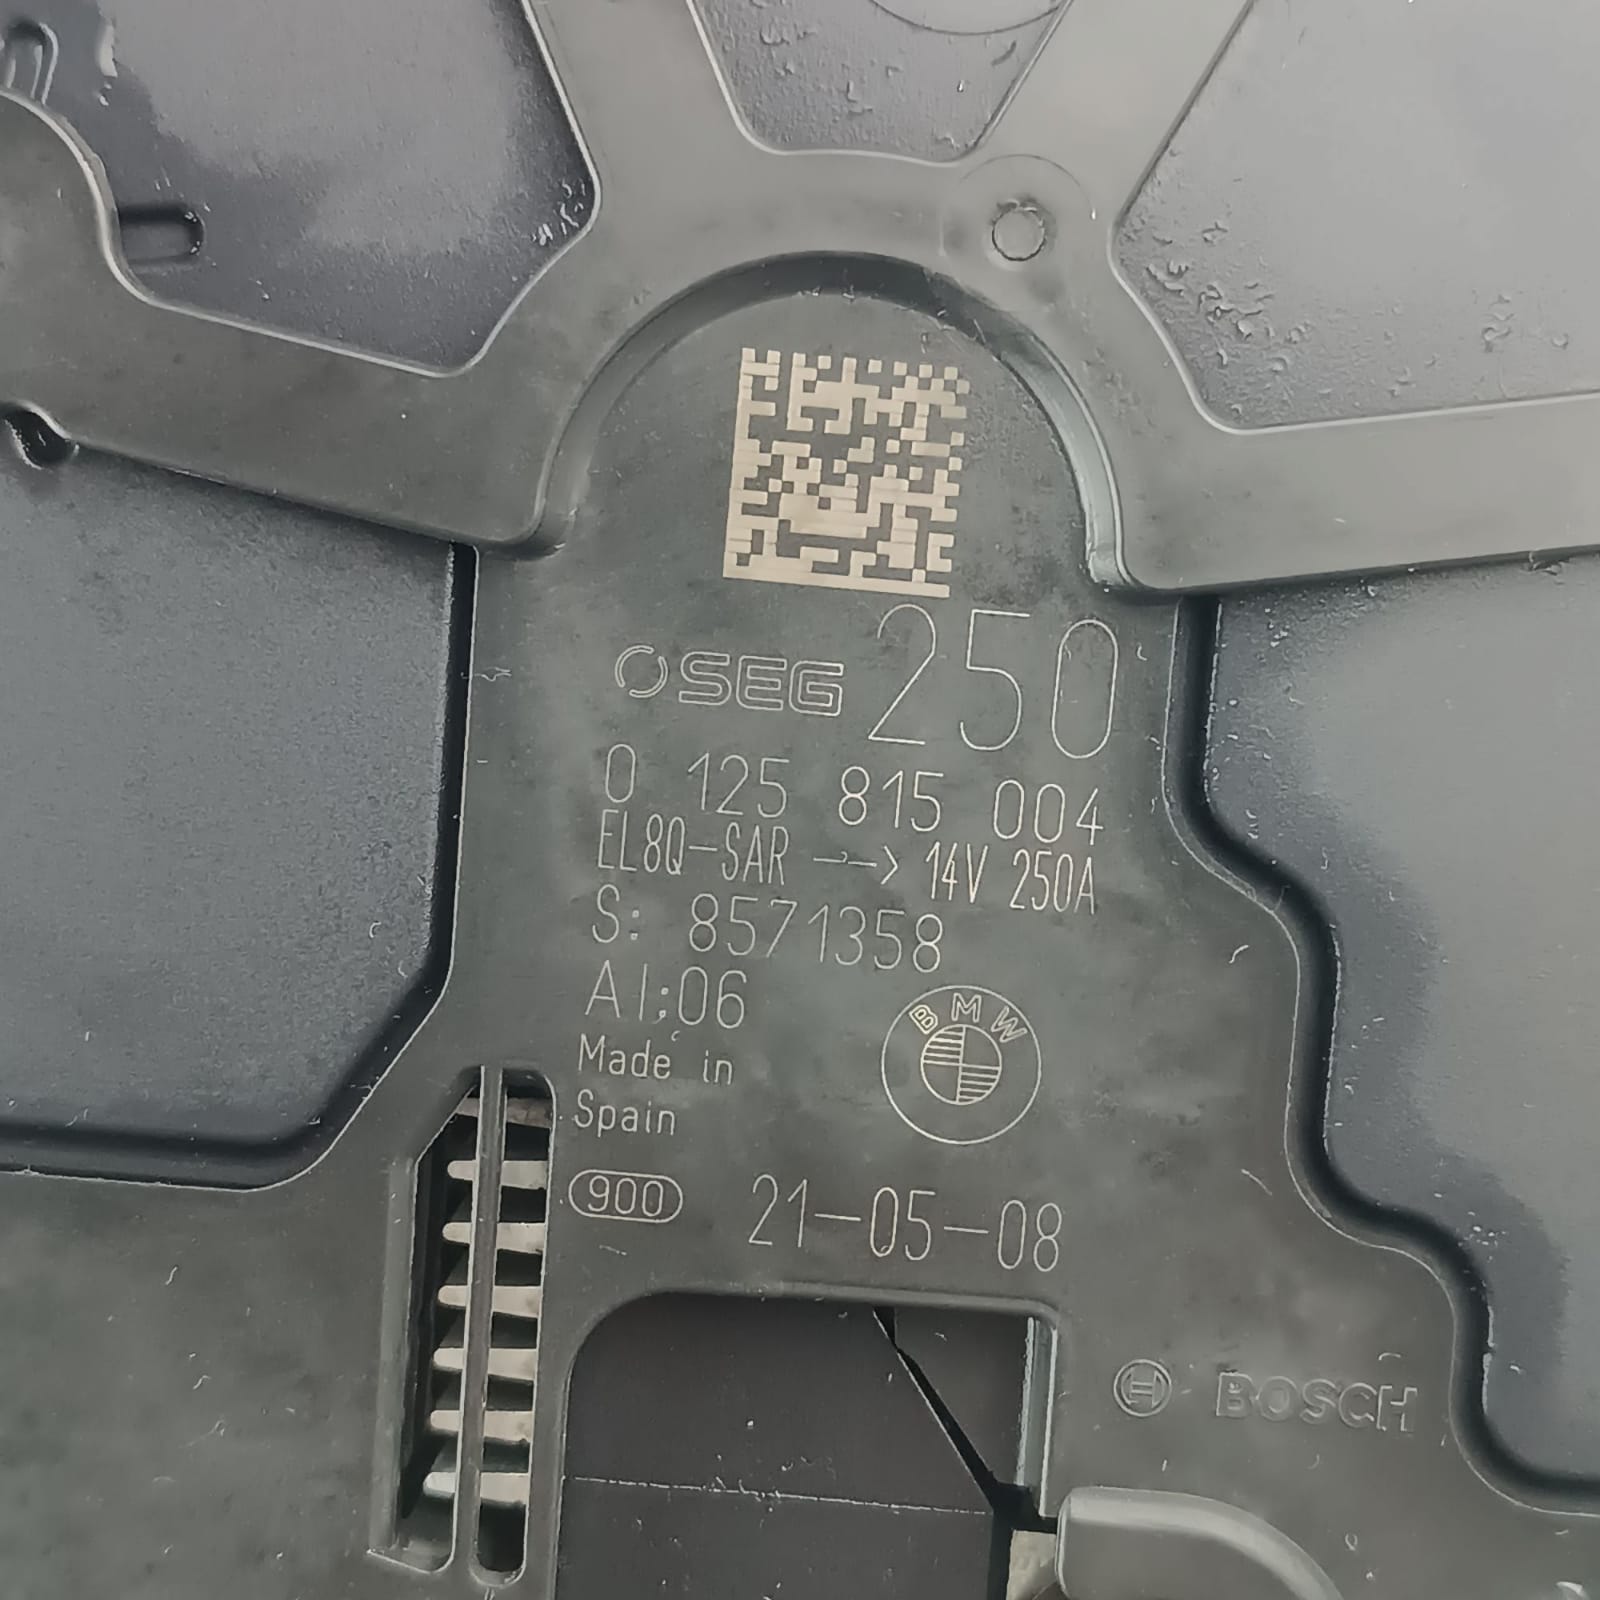 SEG 250
0 125 815 004
EL8Q-SAR --> 14V 250A
S: 8571358
AI:06
BMW
Made in
Spain
900 21-05-08
BOSCH